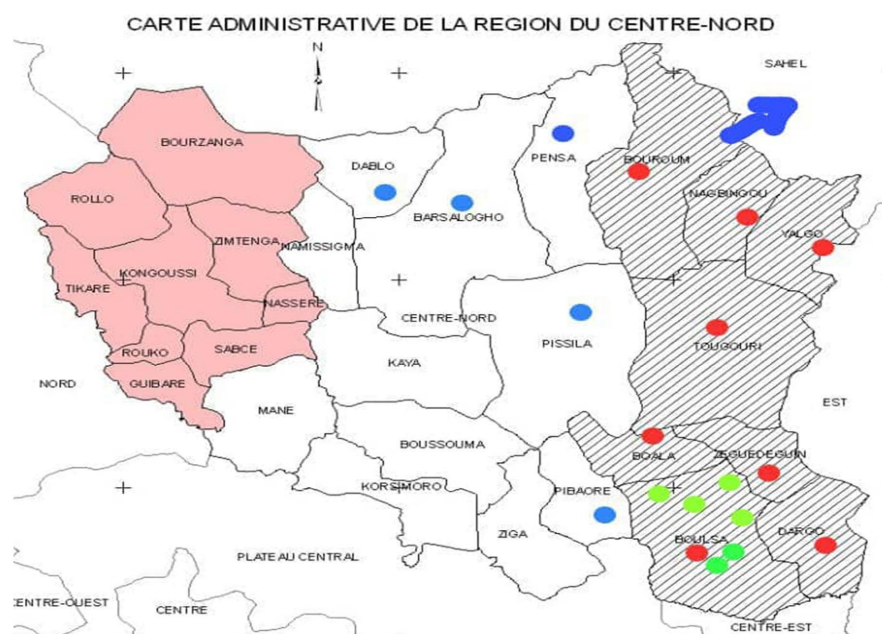 CARTE ADMINISTRATIVE DE LA REGION DU CENTRE-NORD
N
SAHEL
BOURZANGA
DABLO
PENSA
BOUROUM
ROLLO
NAGBINGOU
BARSALOGHO
YALGO
ZIMTENGA
NAMISSIGMA
KONGOUSSI
TIKARE
NASSERE
CENTRE-NORD
ROUKO
SABCE
PISSILA
TOUGOURI
KAYA
NORD
GUIBARE
EST
MANE
BOUSSOUMA
BOALA
ZEGUEDEGUIN
KORSIMORO
PIBAORE
ZIGA
BOULSA
DARGO
PLATEAU CENTRAL
CENTRE-OUEST
CENTRE
CENTRE-EST